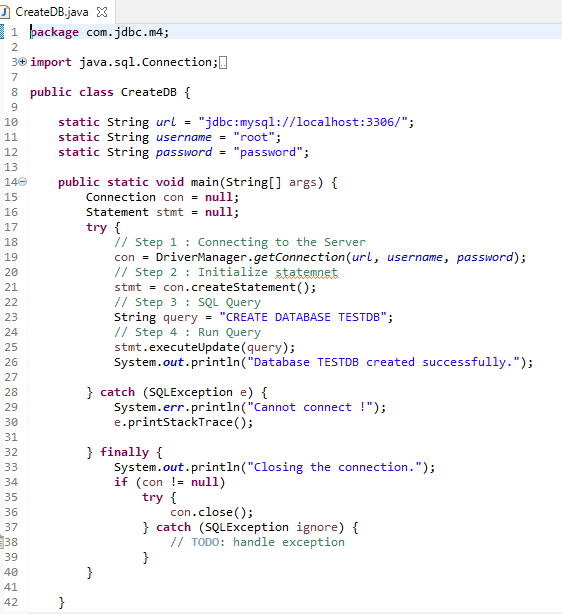 CreateDB.java
1 package com.jdbc.m4;
2
3 import java.sql.Connection;
7
8 public class CreateDB {
9
10     static String url = "jdbc:mysql://localhost:3306/";
11     static String username = "root";
12     static String password = "password";
13
14     public static void main(String[] args) {
15         Connection con = null;
16         Statement stmt = null;
17         try {
18             // Step 1 : Connecting to the Server
19             con = DriverManager.getConnection(url, username, password);
20             // Step 2 : Initialize statemnet
21             stmt = con.createStatement();
22             // Step 3 : SQL Query
23             String query = "CREATE DATABASE TESTDB";
24             // Step 4 : Run Query
25             stmt.executeUpdate(query);
26             System.out.println("Database TESTDB created successfully.");
27
28         } catch (SQLException e) {
29             System.err.println("Cannot connect !");
30             e.printStackTrace();
31
32         } finally {
33             System.out.println("Closing the connection.");
34             if (con != null)
35                 try {
36                     con.close();
37                 } catch (SQLException ignore) {
38                     // TODO: handle exception
39                 }
40         }
41
42     }